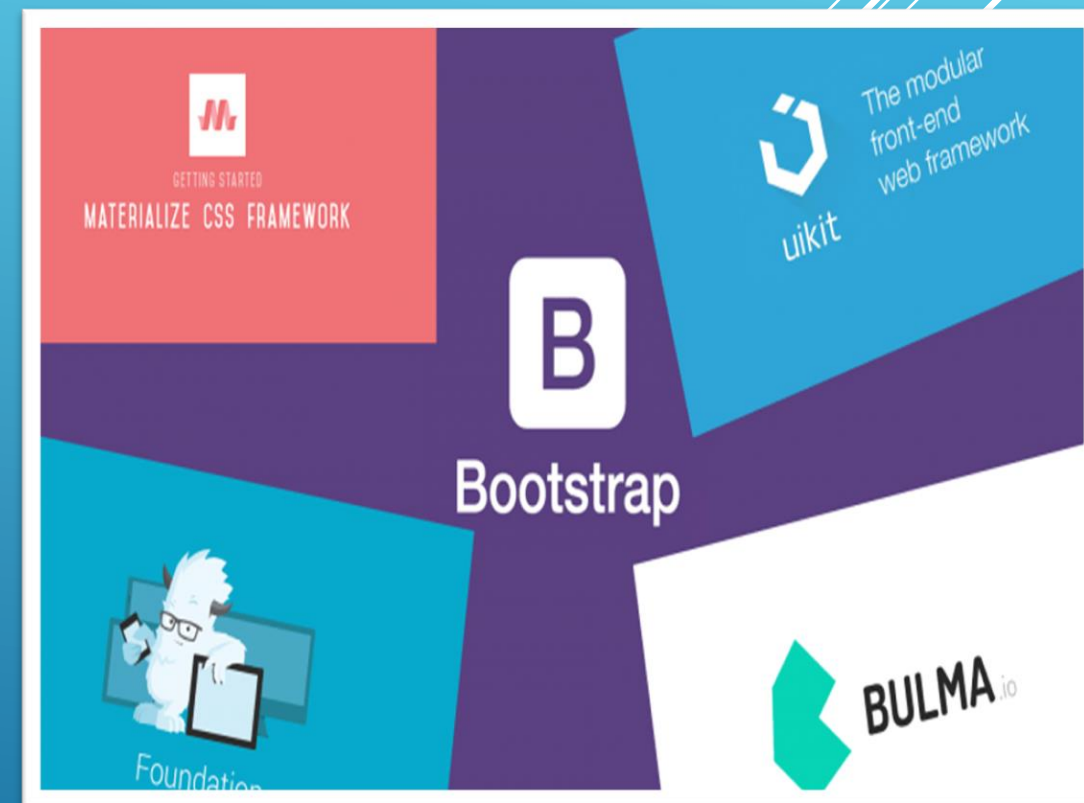 GETTING STARTED
MATERIALIZE CSS FRAMEWORK
The modular
front-end
web framework
uikit
B
Bootstrap
Foundation
BULMA.io